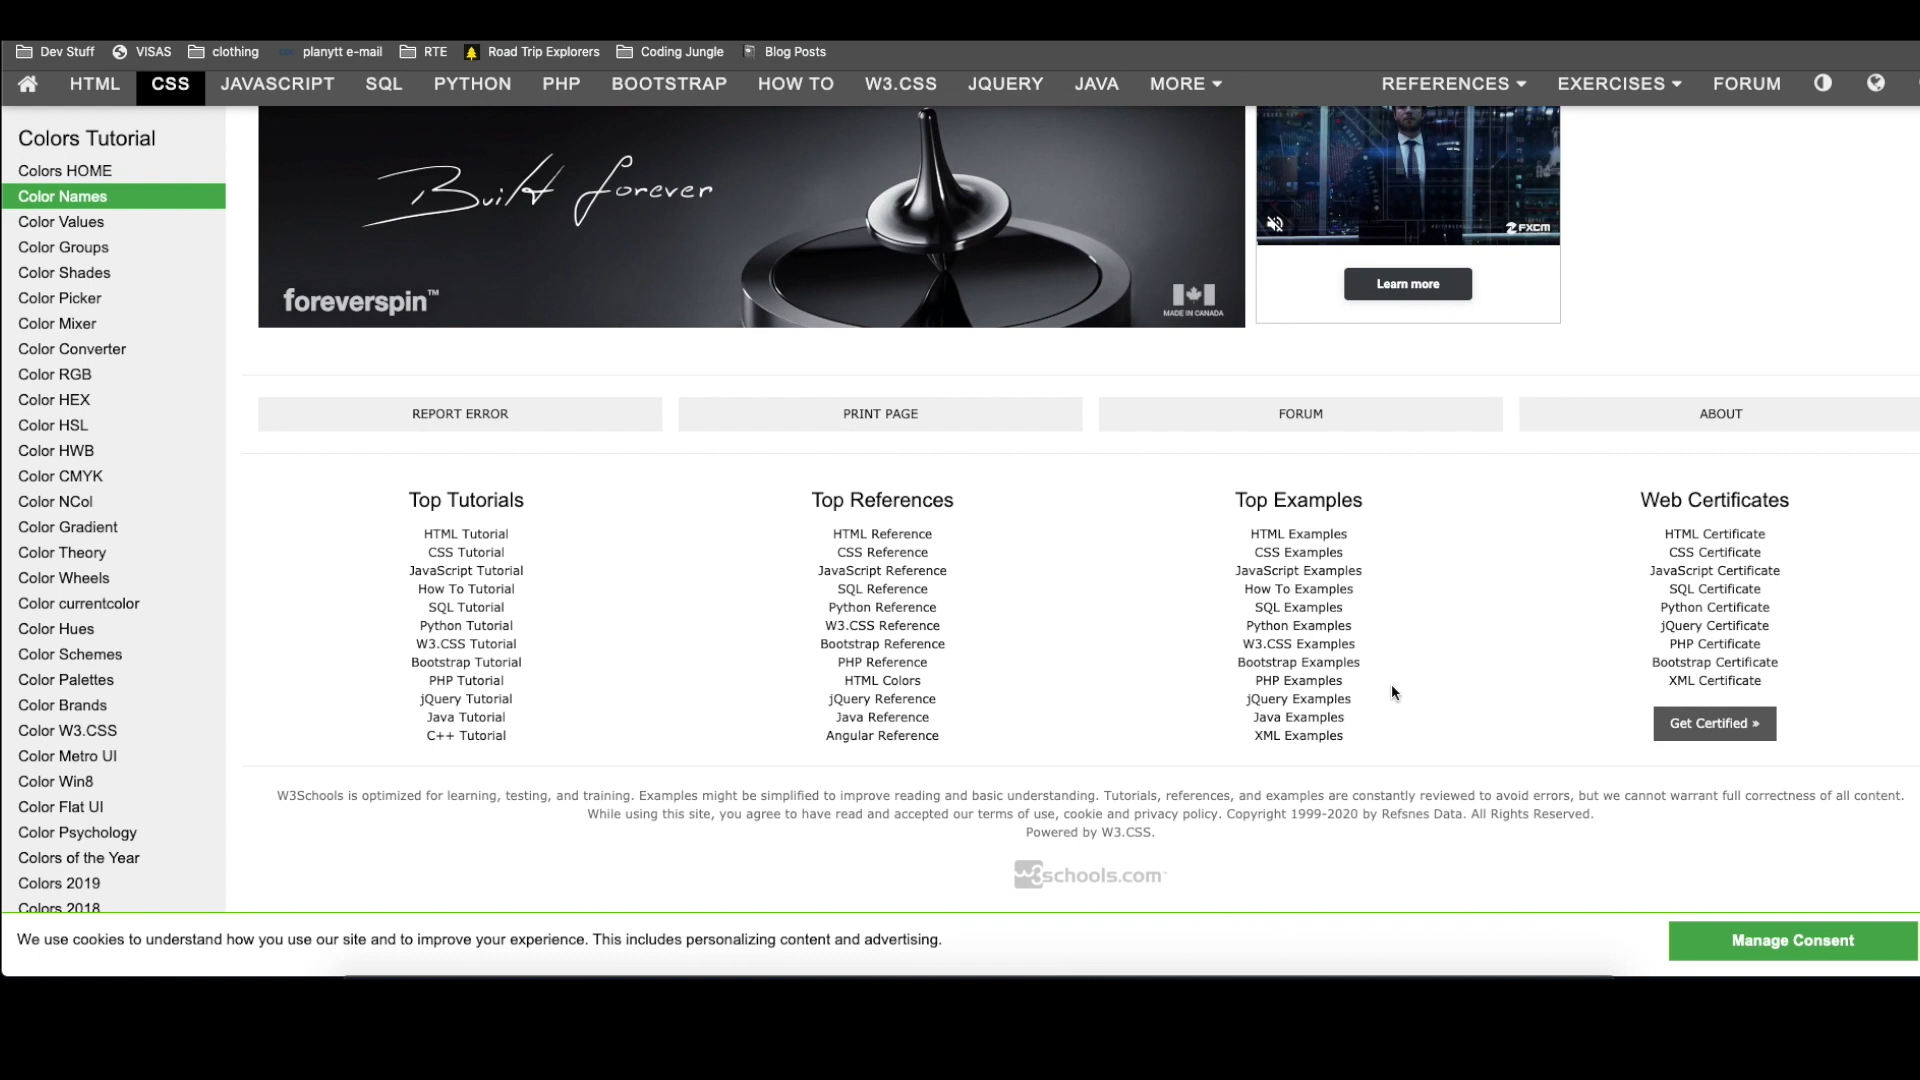 Dev Stuff VISAS clothing planytt e-mail RTE Road Trip Explorers Coding Jungle Blog Posts
HTML CSS JAVASCRIPT SQL PYTHON PHP BOOTSTRAP HOW TO W3.CSS JQUERY JAVA MORE REFERENCES EXERCISES FORUM
Colors Tutorial
Colors HOME
Color Names
Color Values
Color Groups
Color Shades
Color Picker
Color Mixer
Color Converter
Color RGB
Color HEX
Color HSL
Color HWB
Color CMYK
Color NCol
Color Gradient
Color Theory
Color Wheels
Color currentcolor
Color Hues
Color Schemes
Color Palettes
Color Brands
Color W3.CSS
Color Metro UI
Color Win8
Color Flat UI
Color Psychology
Colors of the Year
Colors 2019
Colors 2018
Built forever
foreverspin™
MADE IN CANADA
FXCM
Learn more
REPORT ERROR PRINT PAGE FORUM ABOUT
Top Tutorials
HTML Tutorial
CSS Tutorial
JavaScript Tutorial
How To Tutorial
SQL Tutorial
Python Tutorial
W3.CSS Tutorial
Bootstrap Tutorial
PHP Tutorial
jQuery Tutorial
Java Tutorial
C++ Tutorial
Top References
HTML Reference
CSS Reference
JavaScript Reference
SQL Reference
Python Reference
W3.CSS Reference
Bootstrap Reference
PHP Reference
HTML Colors
jQuery Reference
Java Reference
Angular Reference
Top Examples
HTML Examples
CSS Examples
JavaScript Examples
How To Examples
SQL Examples
Python Examples
W3.CSS Examples
Bootstrap Examples
PHP Examples
jQuery Examples
Java Examples
XML Examples
Web Certificates
HTML Certificate
CSS Certificate
JavaScript Certificate
SQL Certificate
Python Certificate
jQuery Certificate
PHP Certificate
Bootstrap Certificate
XML Certificate
Get Certified »
W3Schools is optimized for learning, testing, and training. Examples might be simplified to improve reading and basic understanding. Tutorials, references, and examples are constantly reviewed to avoid errors, but we cannot warrant full correctness of all content.
While using this site, you agree to have read and accepted our terms of use, cookie and privacy policy. Copyright 1999-2020 by Refsnes Data. All Rights Reserved.
Powered by W3.CSS.
w3schools.com
We use cookies to understand how you use our site and to improve your experience. This includes personalizing content and advertising.
Manage Consent